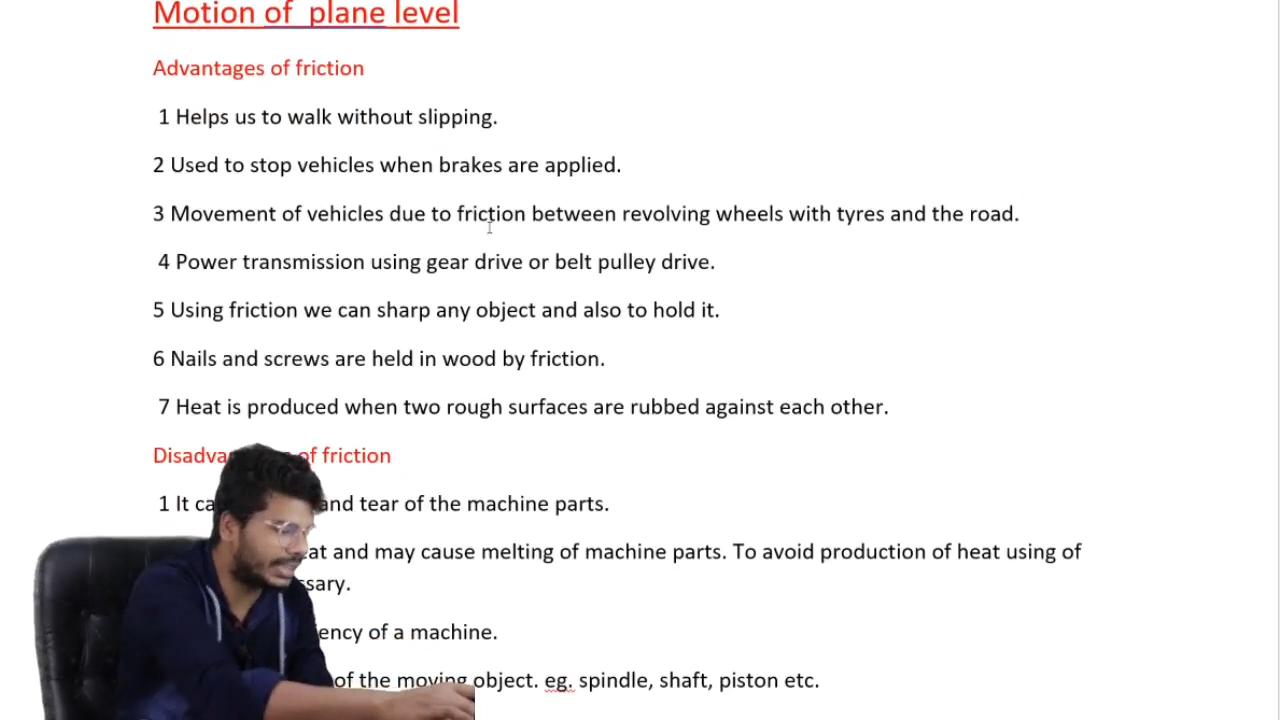 Motion of plane level
Advantages of friction
1 Helps us to walk without slipping.
2 Used to stop vehicles when brakes are applied.
3 Movement of vehicles due to friction between revolving wheels with tyres and the road.
4 Power transmission using gear drive or belt pulley drive.
5 Using friction we can sharp any object and also to hold it.
6 Nails and screws are held in wood by friction.
7 Heat is produced when two rough surfaces are rubbed against each other.
of friction
1 It and tear of the machine parts.
and may cause melting of machine parts. To avoid production of heat using of
of a machine.
of the moving object. eg. spindle, shaft, piston etc.